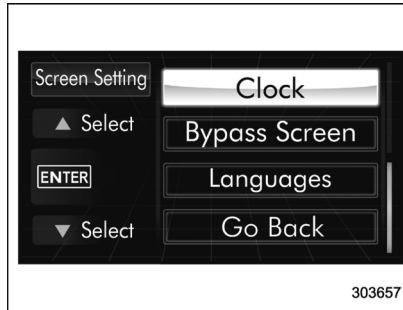 Screen Setting
Clock
▲ Select
Bypass Screen
ENTER
Languages
▼ Select
Go Back
303657